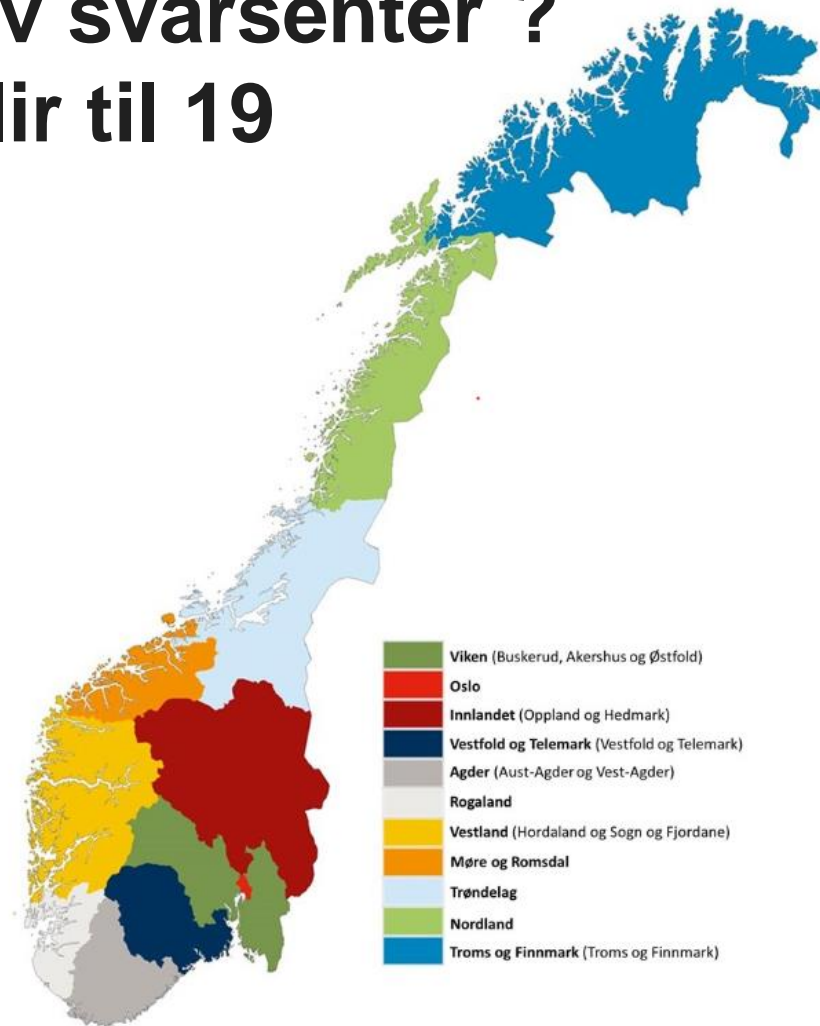 v svarsenter ?
lir til 19
Viken (Buskerud, Akershus og Østfold)
Oslo
Innlandet (Oppland og Hedmark)
Vestfold og Telemark (Vestfold og Telemark)
Agder (Aust-Agder og Vest-Agder)
Rogaland
Vestland (Hordaland og Sogn og Fjordane)
Møre og Romsdal
Trøndelag
Nordland
Troms og Finnmark (Troms og Finnmark)